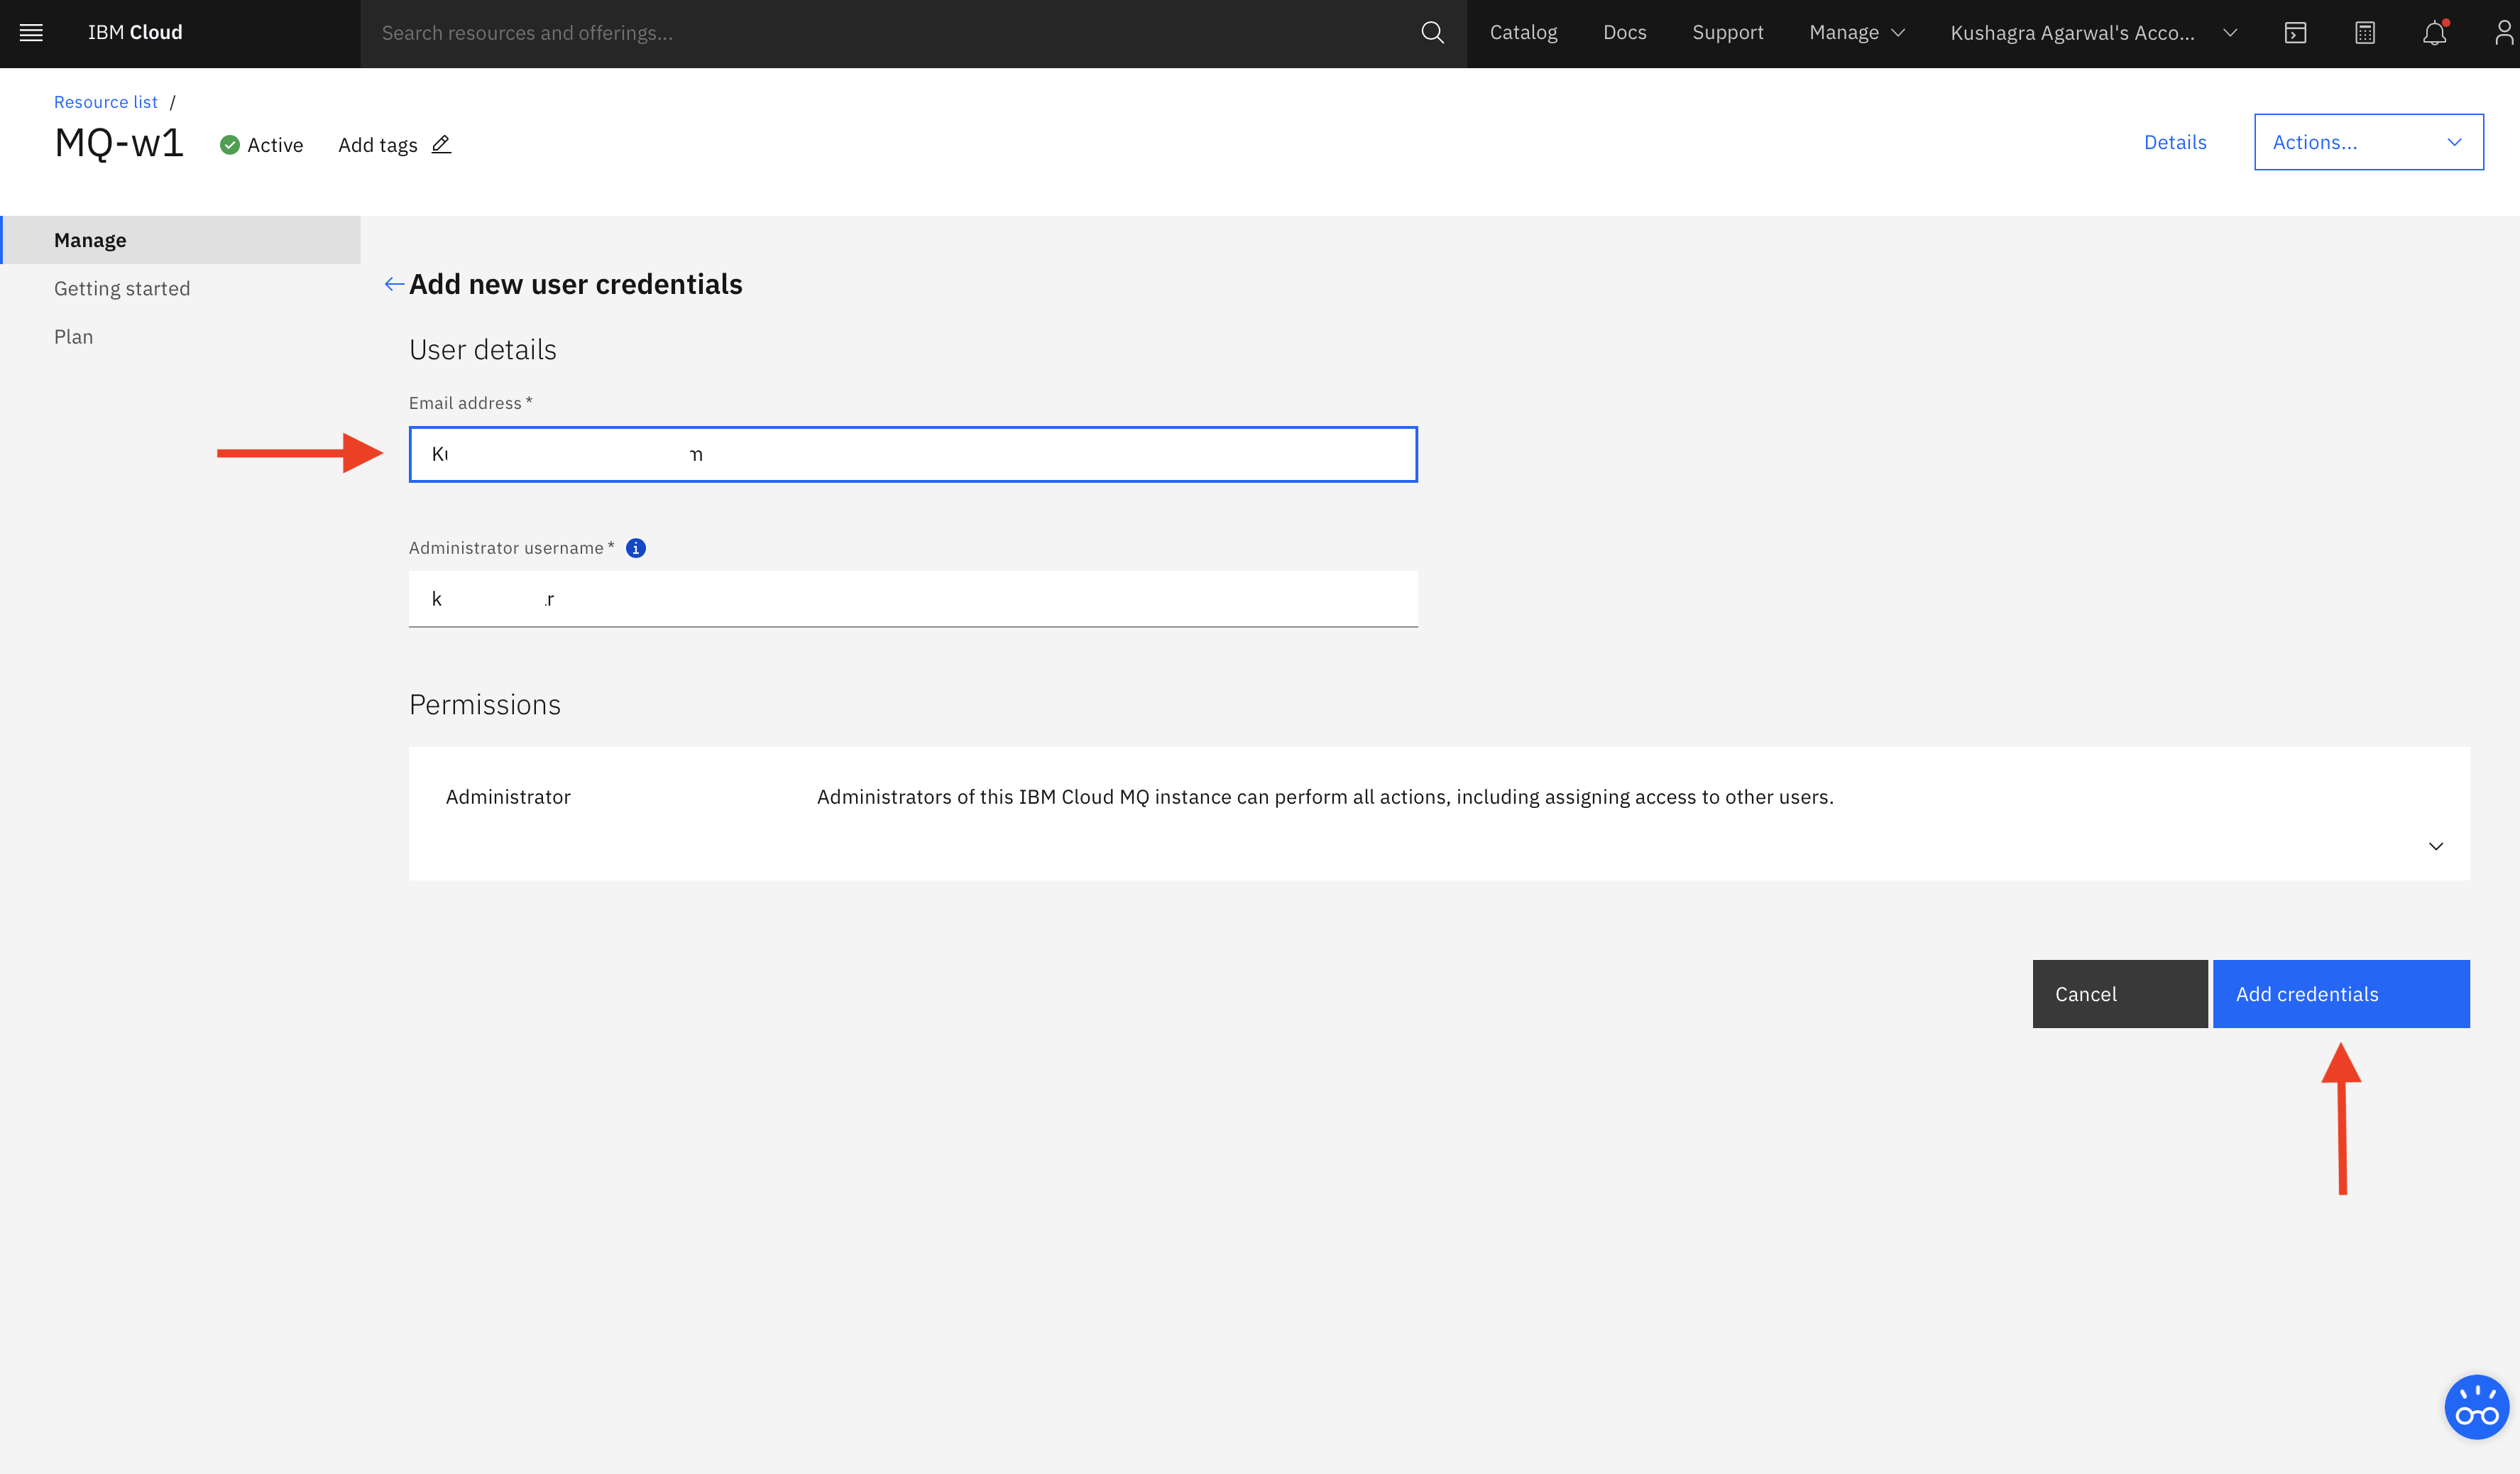 IBM Cloud
Search resources and offerings...
Catalog
Docs
Support
Manage
Kushagra Agarwal's Acco...
Resource list /
MQ-w1
Active
Add tags
Details
Actions...
Manage
Getting started
Plan
Add new user credentials
User details
Email address *
Administrator username *
Permissions
Administrator
Administrators of this IBM Cloud MQ instance can perform all actions, including assigning access to other users.
Cancel
Add credentials